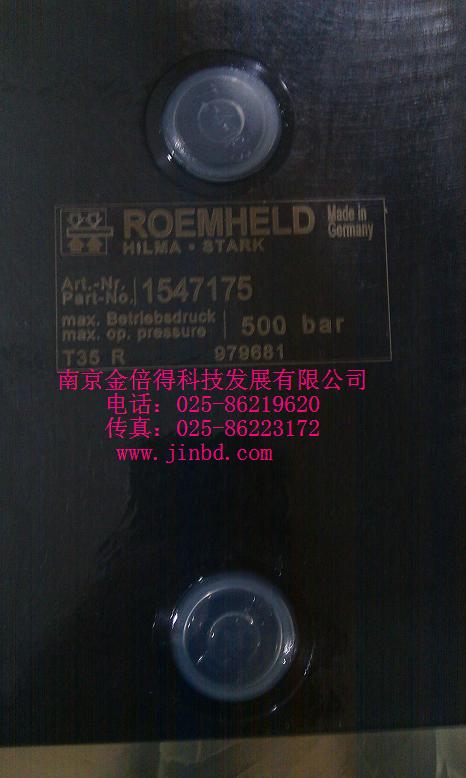 ROEMHELD Made in
HILMA · STARK Germany
Art.-Nr.
Part-No. 1547175
max. Betriebsdruck
max. op. pressure 500 bar
T35 R 979681
南京金倍得科技发展有限公司
电话：025-86219620
传真：025-86223172
www.jinbd.com